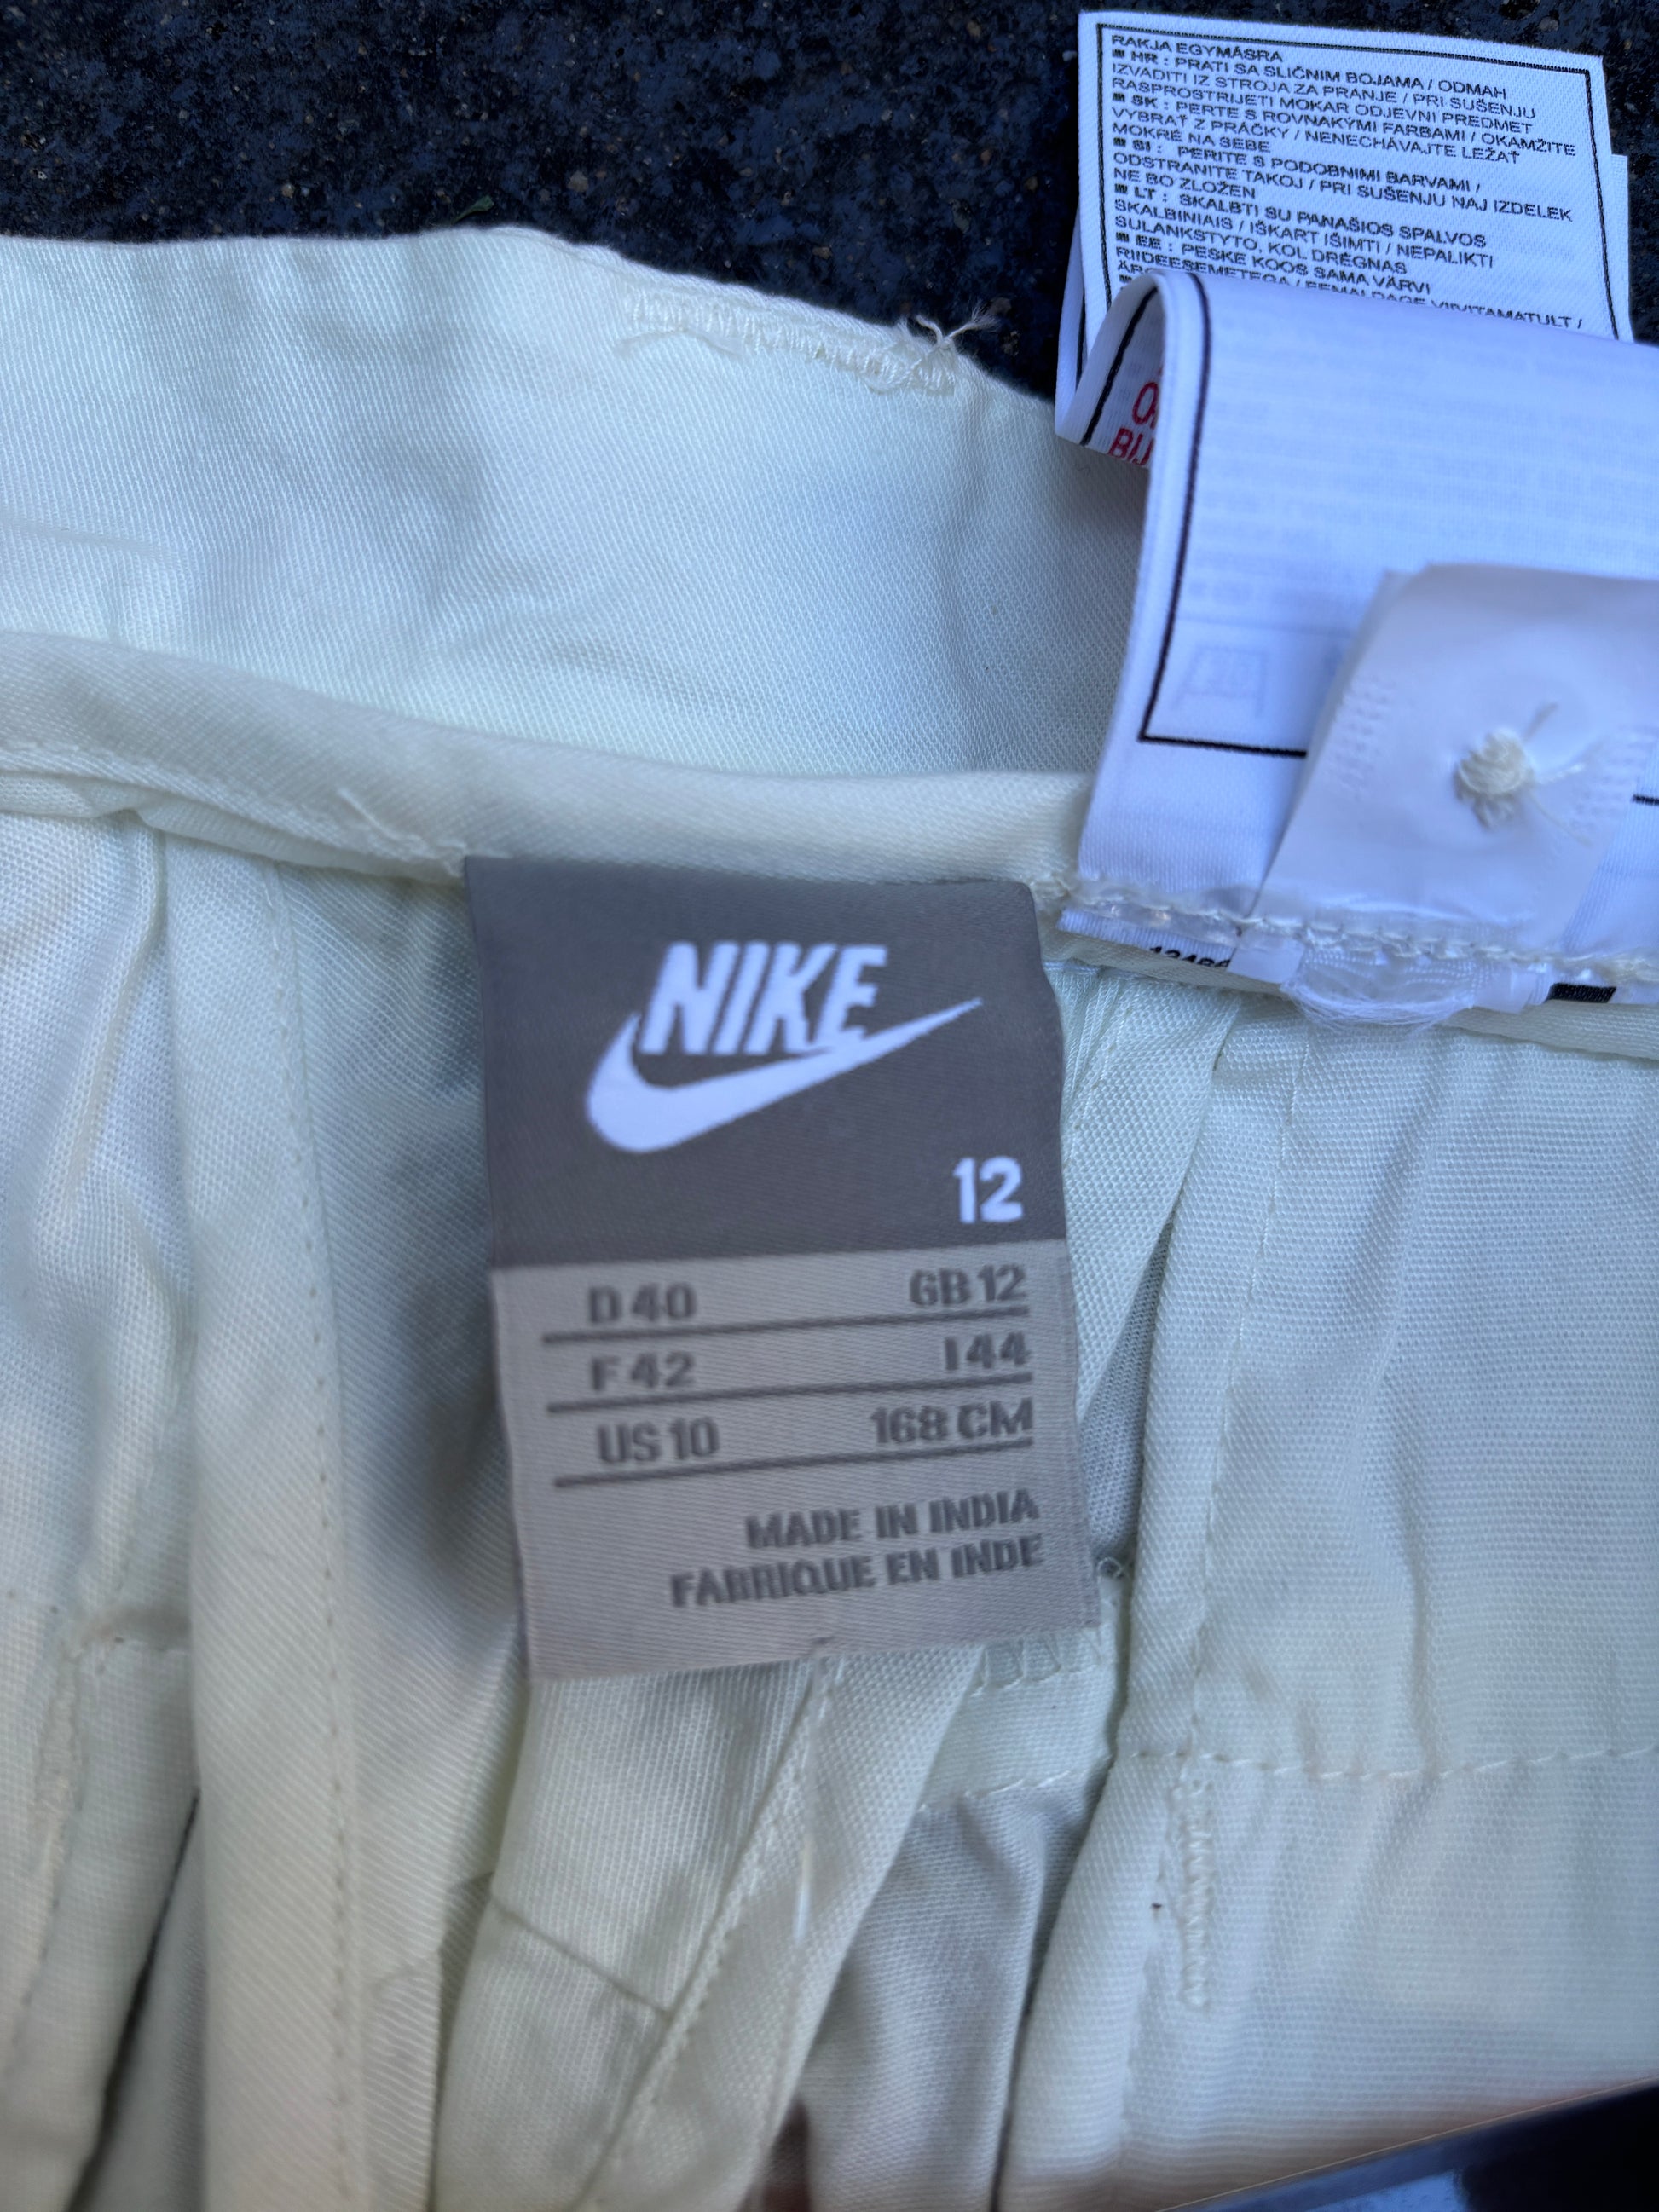 RAKJA EGYMÁSRA
HR : PRATI SA SLIČNIM BOJAMA / ODMAH
IZVADITI IZ STROJA ZA PRANJE / PRI SUŠENJU
RASPROSTRIJETI MOKAR ODJEVNI PREDMET
SK : PERTE S ROVNAKÝMI FARBAMI / OKAMŽITE
VYBRAŤ Z PRÁČKY / NENECHÁVAJTE LEŽAŤ
MOKRÉ NA SEBE
SI : PERITE S PODOBNIMI BARVAMI /
ODSTRANITE TAKOJ / PRI SUŠENJU NAJ IZDELEK
NE BO ZLOŽEN
LT : SKALBTI SU PANAŠIOS SPALVOS
SKALBINIAIS / IŠKART IŠIMTI / NEPALIKTI
SULANKSTYTO, KOL DRĖGNAS
EE : PESKE KOOS SAMA VÄRVI
RIIDEESEMETEGA / EEMALDAGE VIIVITAMATULT /
NIKE
12
D 40 GB 12
F 42 I 44
US 10 168 CM
MADE IN INDIA
FABRIQUE EN INDE